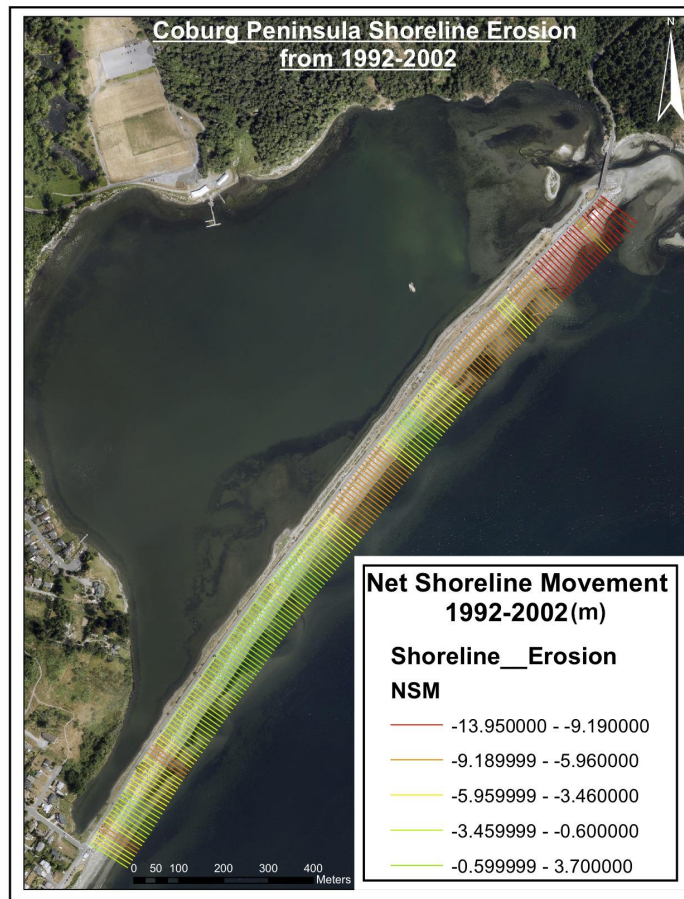 Coburg Peninsula Shoreline Erosion
from 1992-2002
N
Net Shoreline Movement
1992-2002(m)
Shoreline__Erosion
NSM
-13.950000 - -9.190000
-9.189999 - -5.960000
-5.959999 - -3.460000
-3.459999 - -0.600000
-0.599999 - 3.700000
0 50 100 200 300 400
Meters